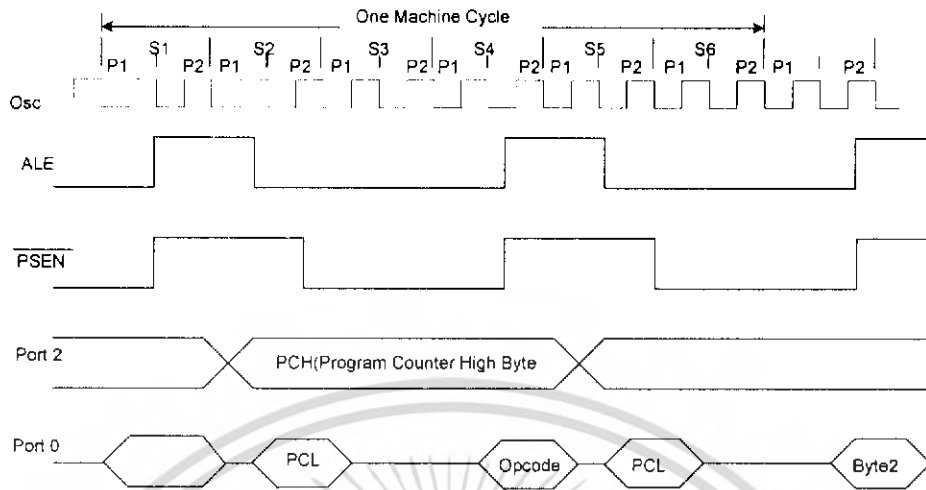 One Machine Cycle
S1 S2 S3 S4 S5 S6
P1 P2 P1 P2 P1 P2 P1 P2 P1 P2 P1 P2 P1 P2
Osc
ALE
PSEN
Port 2
PCH(Program Counter High Byte
Port 0
PCL Opcode PCL Byte2